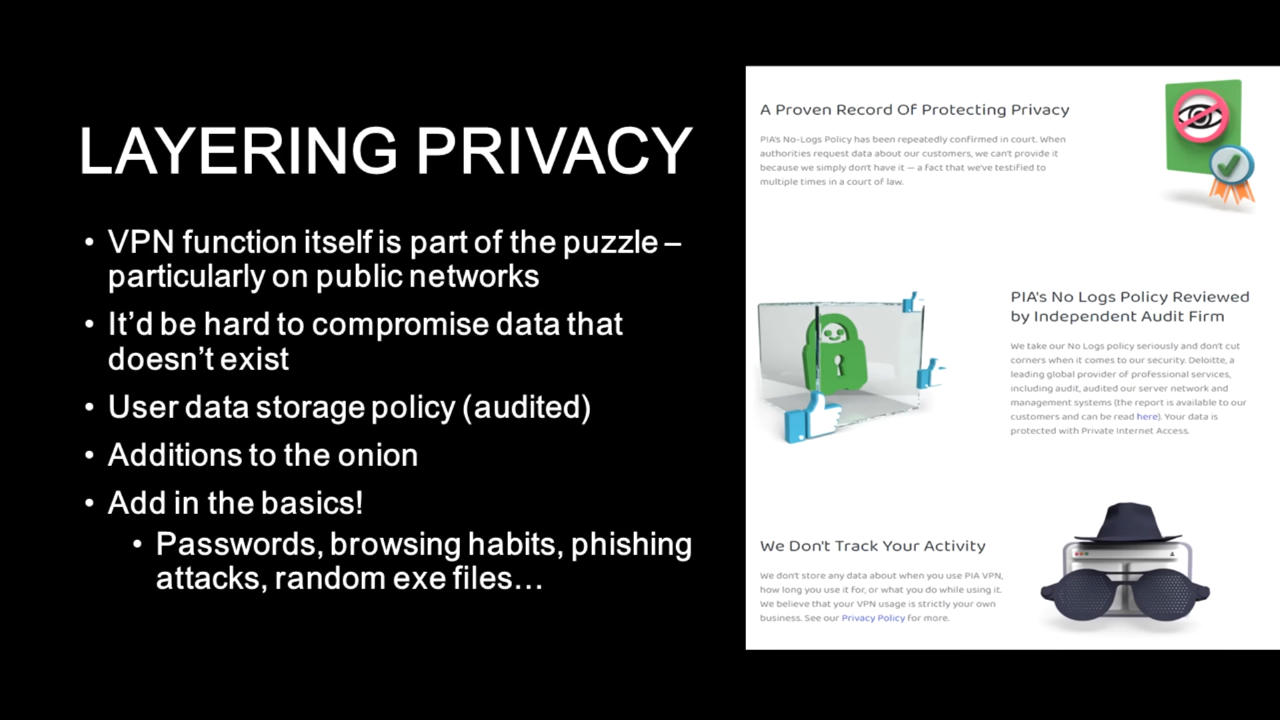 LAYERING PRIVACY
• VPN function itself is part of the puzzle –
particularly on public networks
• It’d be hard to compromise data that
doesn’t exist
• User data storage policy (audited)
• Additions to the onion
• Add in the basics!
• Passwords, browsing habits, phishing
attacks, random exe files…
A Proven Record Of Protecting Privacy
PIA's No-Logs Policy has been repeatedly confirmed in court. When
authorities request data about our customers, we can't provide it
because we simply don't have it — a fact that we've testified to
multiple times in a court of law.
PIA's No Logs Policy Reviewed
by Independent Audit Firm
We take our No Logs policy seriously and don't cut
corners when it comes to our security. Deloitte, a
leading global provider of professional services,
including audit, audited our server network and
management systems (the report is available to our
customers and can be read here). Your data is
protected with Private Internet Access.
We Don't Track Your Activity
We don't store any data about when you use PIA VPN,
how long you use it for, or what you do while using it.
We believe that your VPN usage is strictly your own
business. See our Privacy Policy for more.